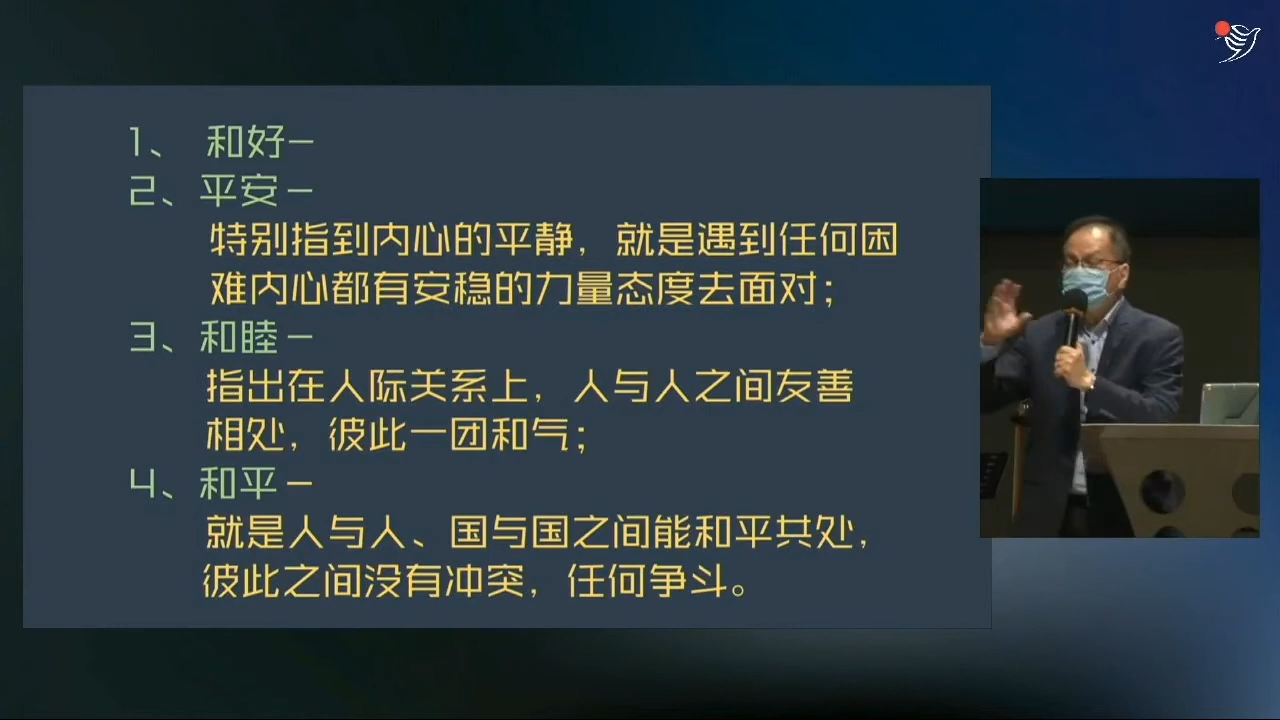 1、 和好－
2、平安－
特别指到内心的平静，就是遇到任何困
难内心都有安稳的力量态度去面对；
3、和睦－
指出在人际关系上，人与人之间友善
相处，彼此一团和气；
4、和平－
就是人与人、国与国之间能和平共处，
彼此之间没有冲突，任何争斗。